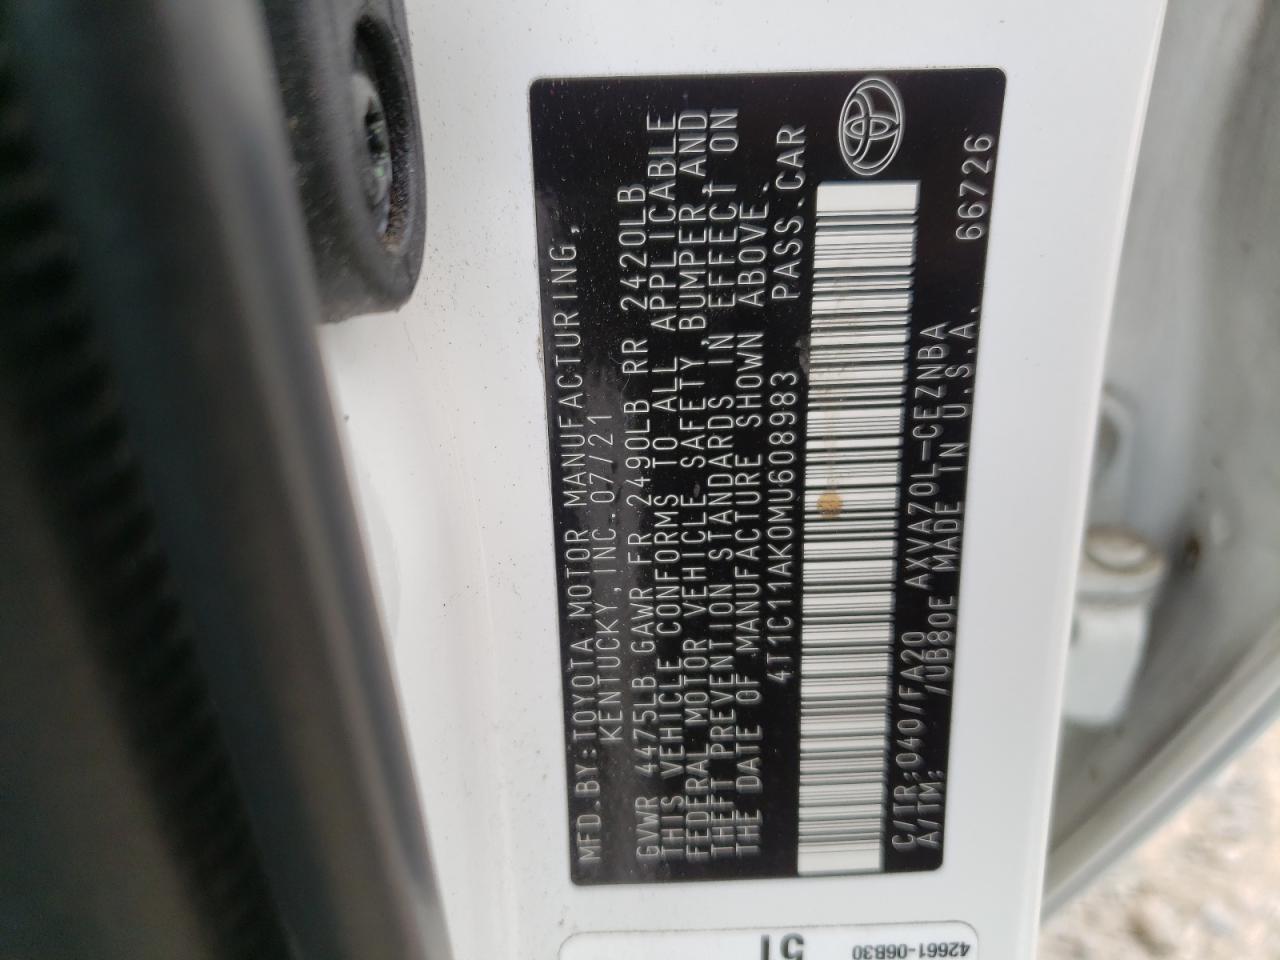 MFD.BY:TOYOTA MOTOR MANUFACTURING,
KENTUCKY,INC.07/21
GVWR 4475LB GAWR FR 2490LB RR 2420LB
THIS VEHICLE CONFORMS TO ALL APPLICABLE
FEDERAL MOTOR VEHICLE SAFETY,BUMPER,AND
THEFT PREVENTION STANDARDS IN EFFECT ON
THE DATE OF MANUFACTURE SHOWN ABOVE.
4T1C11AK0MU608983 PASS.CAR
C/TR:040/FA20 AXVA70L-CEZNBA 66726
A/TM: /UB80E MADE IN U.S.A.
51
42661-06B30